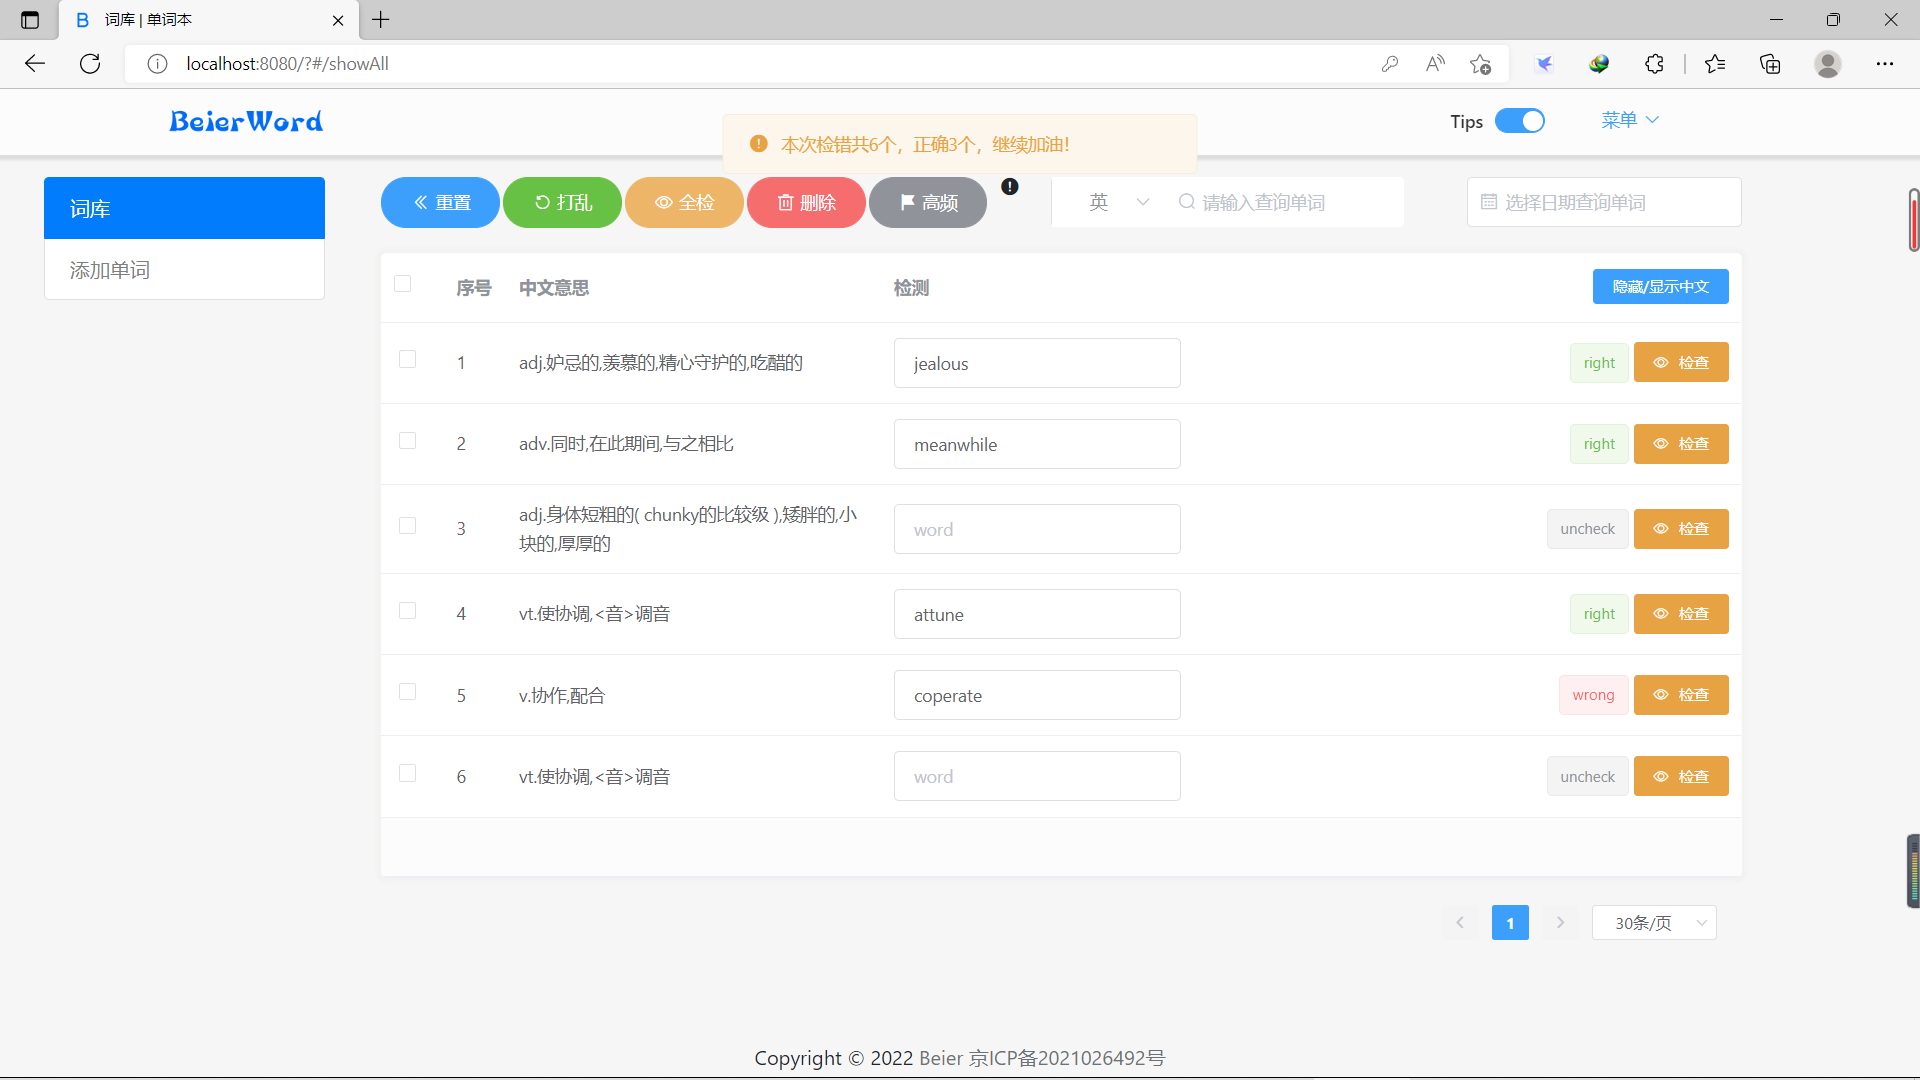 词库 | 单词本
localhost:8080/?#/showAll
BeierWord
本次检错共6个，正确3个，继续加油！
Tips
菜单
词库
添加单词
重置
打乱
全检
删除
高频
英
请输入查询单词
选择日期查询单词
序号 中文意思 检测 隐藏/显示中文
1 adj.妒忌的,羡慕的,精心守护的,吃醋的 jealous right 检查
2 adv.同时,在此期间,与之相比 meanwhile right 检查
3 adj.身体短粗的( chunky的比较级 ),矮胖的,小
块的,厚厚的 word uncheck 检查
4 vt.使协调,<音>调音 attune right 检查
5 v.协作,配合 coperate wrong 检查
6 vt.使协调,<音>调音 word uncheck 检查
1
30条/页
Copyright © 2022 Beier 京ICP备2021026492号